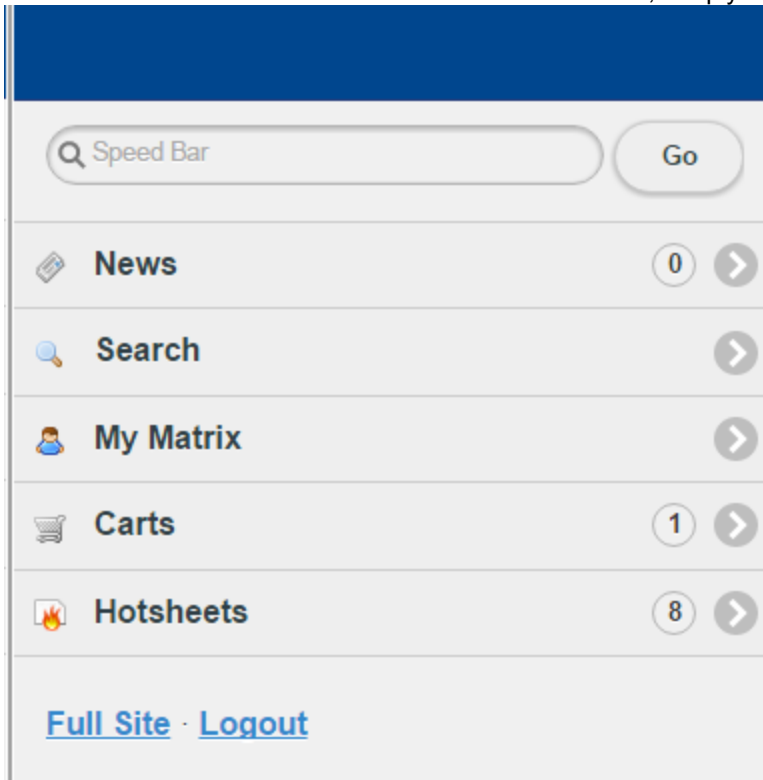 Speed Bar Go
News 0
Search
My Matrix
Carts 1
Hotsheets 8
Full Site · Logout